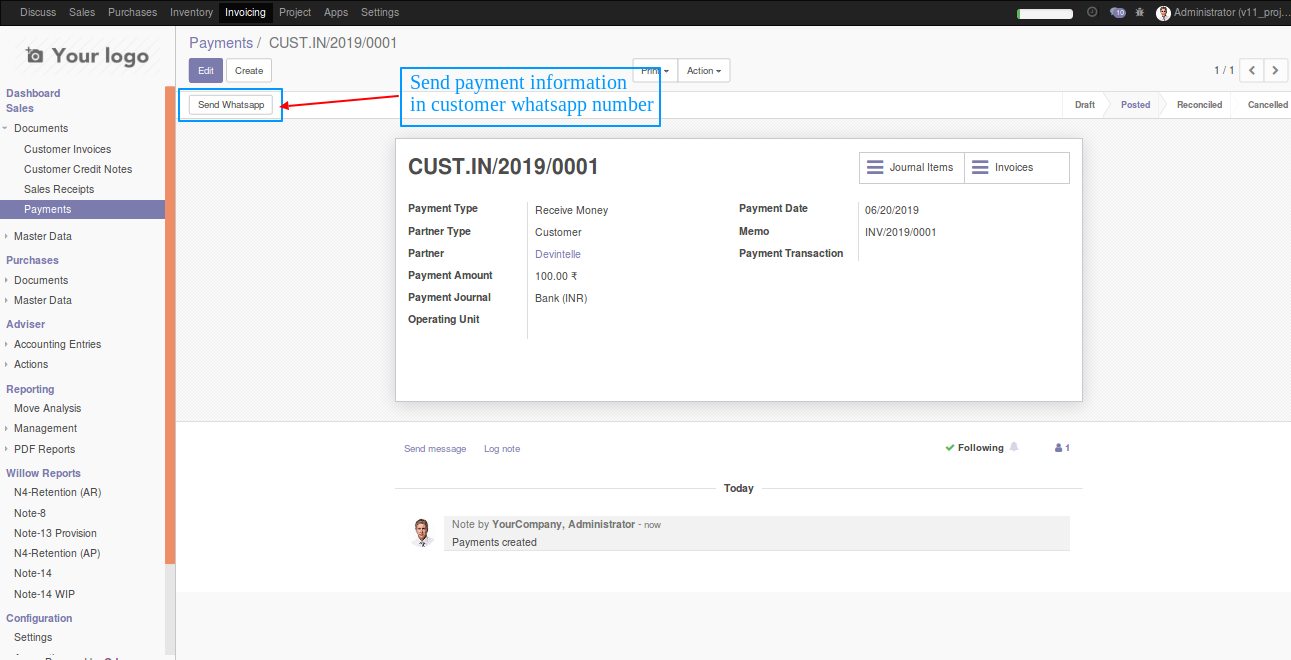 Discuss Sales Purchases Inventory Invoicing Project Apps Settings 10 Administrator (v11_proj...
Your logo
Payments / CUST.IN/2019/0001
Edit Create Print Action 1 / 1
Send Whatsapp
Send payment information
in customer whatsapp number
Draft Posted Reconciled Cancelled
Dashboard
Sales
Documents
Customer Invoices
Customer Credit Notes
Sales Receipts
Payments
Master Data
Purchases
Documents
Master Data
Adviser
Accounting Entries
Actions
Reporting
Move Analysis
Management
PDF Reports
Willow Reports
N4-Retention (AR)
Note-8
Note-13 Provision
N4-Retention (AP)
Note-14
Note-14 WIP
Configuration
Settings
CUST.IN/2019/0001
Journal Items Invoices
Payment Type Receive Money
Partner Type Customer
Partner Devintelle
Payment Amount 100.00 ₹
Payment Journal Bank (INR)
Operating Unit
Payment Date 06/20/2019
Memo INV/2019/0001
Payment Transaction
Send message Log note Following 1
Today
Note by YourCompany, Administrator - now
Payments created